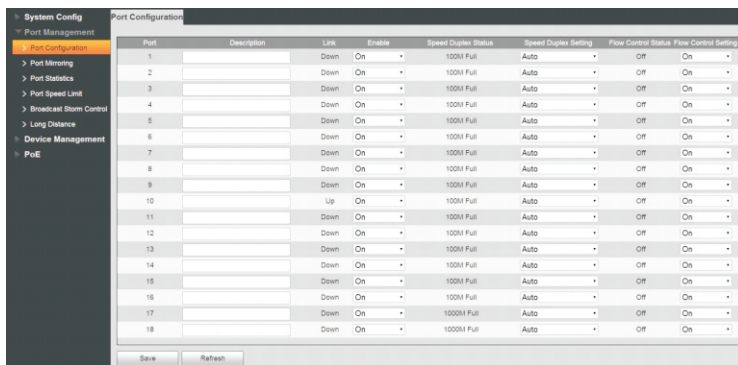 System Config
Port Management
Port Configuration
Port Mirroring
Port Statistics
Port Speed Limit
Broadcast Storm Control
Long Distance
Device Management
PoE
Port Configuration
Port Description Link Enable Speed Duplex Status Speed Duplex Setting Flow Control Status Flow Control Setting
1 Down On 100M Full Auto Off On
2 Down On 100M Full Auto Off On
3 Down On 100M Full Auto Off On
4 Down On 100M Full Auto Off On
5 Down On 100M Full Auto Off On
6 Down On 100M Full Auto Off On
7 Down On 100M Full Auto Off On
8 Down On 100M Full Auto Off On
9 Down On 100M Full Auto Off On
10 Up On 100M Full Auto Off On
11 Down On 100M Full Auto Off On
12 Down On 100M Full Auto Off On
13 Down On 100M Full Auto Off On
14 Down On 100M Full Auto Off On
15 Down On 100M Full Auto Off On
16 Down On 100M Full Auto Off On
17 Down On 1000M Full Auto Off On
18 Down On 1000M Full Auto Off On
Save Refresh